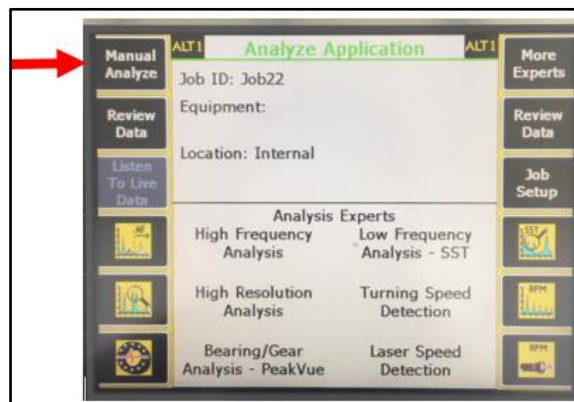 ALT1 Analyze Application ALT1
Manual
Analyze
Review
Data
Listen
To Live
Data
HF
Job ID: Job22
Equipment:
Location: Internal
Analysis Experts
High Frequency
Analysis
Low Frequency
Analysis - SST
High Resolution
Analysis
Turning Speed
Detection
Bearing/Gear
Analysis - PeakVue
Laser Speed
Detection
More
Experts
Review
Data
Job
Setup
SST
RPM
RPM